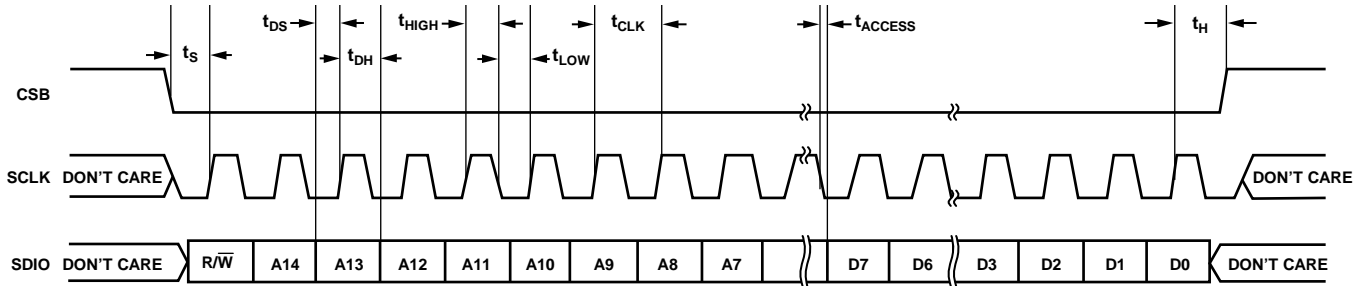 tDS tHIGH tCLK tACCESS tH
tS tDH tLOW
CSB
SCLK DON'T CARE DON'T CARE
SDIO DON'T CARE R/W̅ A14 A13 A12 A11 A10 A9 A8 A7 D7 D6 D3 D2 D1 D0 DON'T CARE